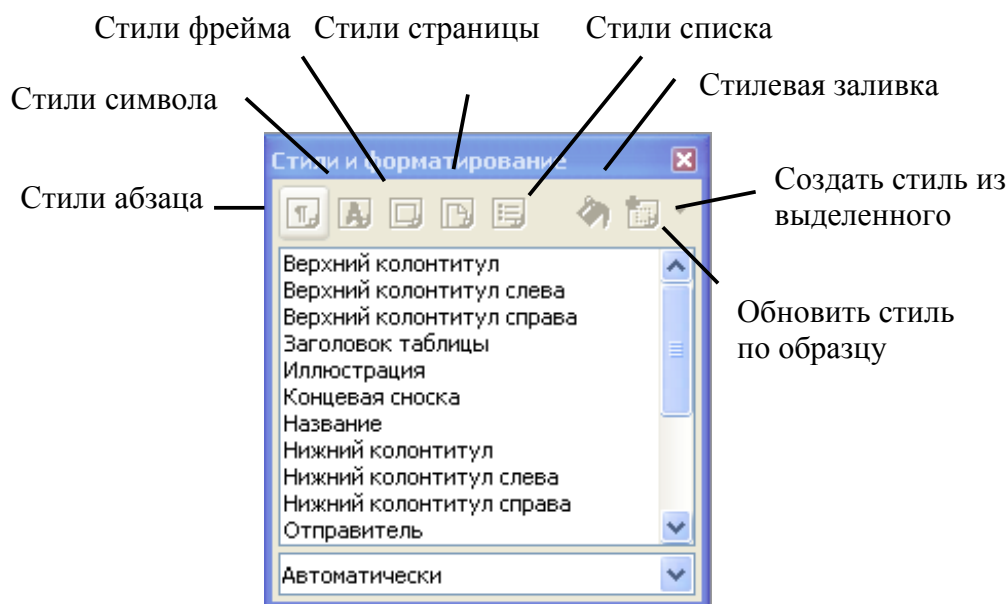 Стили фрейма Стили страницы Стили списка
Стили символа
Стилевая заливка
Стили и форматирование
Стили абзаца
Создать стиль из
выделенного
Верхний колонтитул
Верхний колонтитул слева
Верхний колонтитул справа
Заголовок таблицы
Иллюстрация
Концевая сноска
Название
Нижний колонтитул
Нижний колонтитул слева
Нижний колонтитул справа
Отправитель
Обновить стиль
по образцу
Автоматически